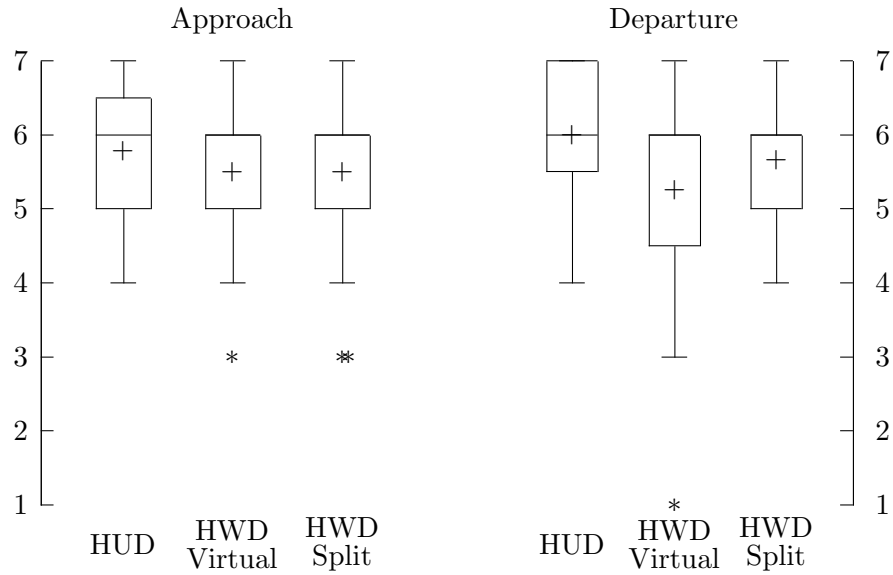 Approach
Departure
7
6
5
4
3
2
1
7
6
5
4
3
2
1
*
**
*
HUD
HWD
Virtual
HWD
Split
HUD
HWD
Virtual
HWD
Split